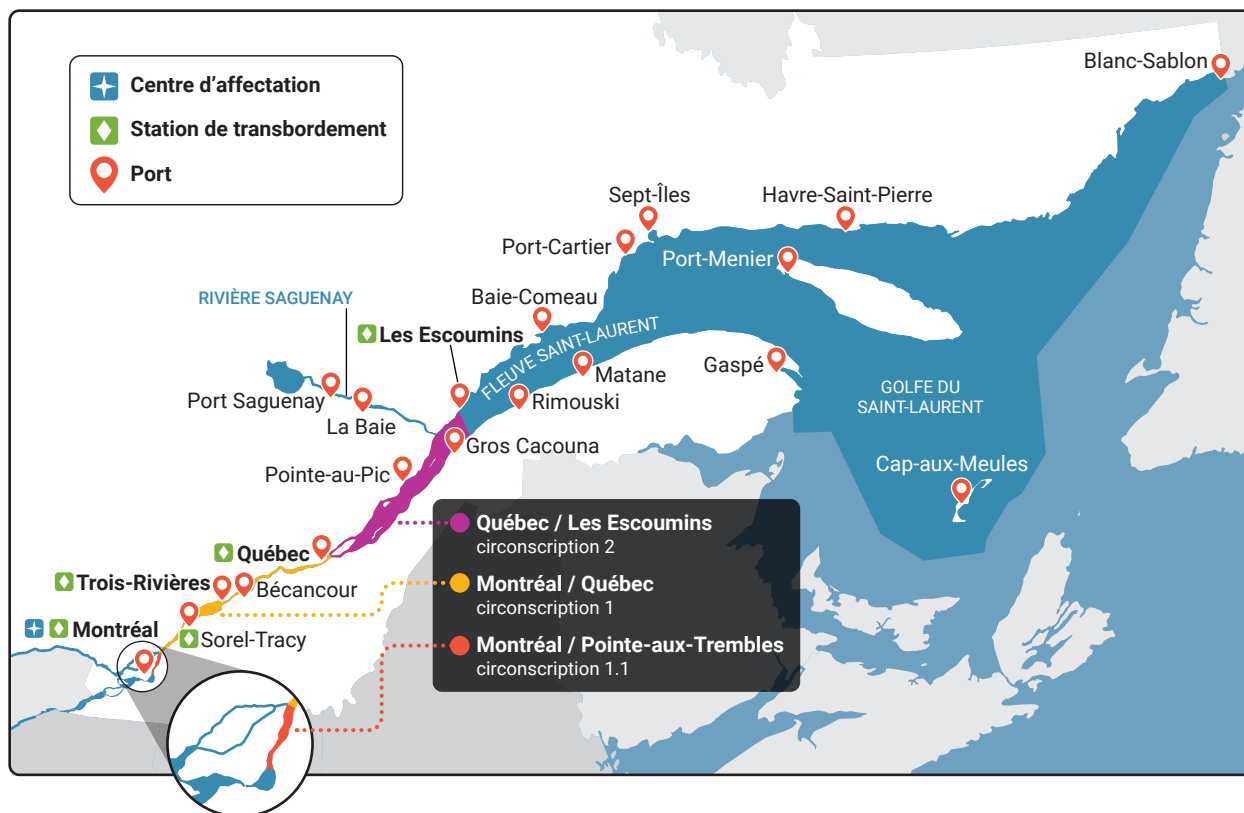 Centre d'affectation
Station de transbordement
Port
Blanc-Sablon
Sept-Îles
Havre-Saint-Pierre
Port-Cartier
Port-Menier
RIVIÈRE SAGUENAY
Baie-Comeau
Les Escoumins
FLEUVE SAINT-LAURENT
Matane
Gaspé
Port Saguenay
La Baie
Rimouski
GOLFE DU
SAINT-LAURENT
Gros Cacouna
Pointe-au-Pic
Cap-aux-Meules
Québec / Les Escoumins
circonscription 2
Québec
Trois-Rivières
Bécancour
Montréal / Québec
circonscription 1
Montréal
Sorel-Tracy
Montréal / Pointe-aux-Trembles
circonscription 1.1